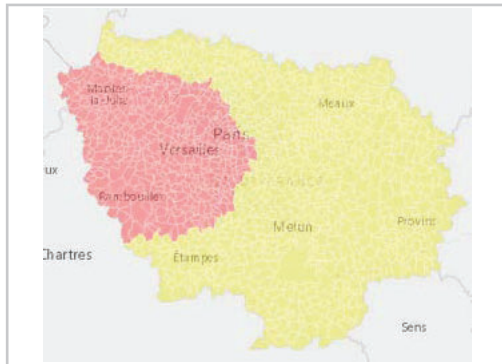 Mantes-
la-Jolie
Meaux
Paris
Versailles
ux
Rambouillet
Provins
Melun
Chartres
Étampes
Sens